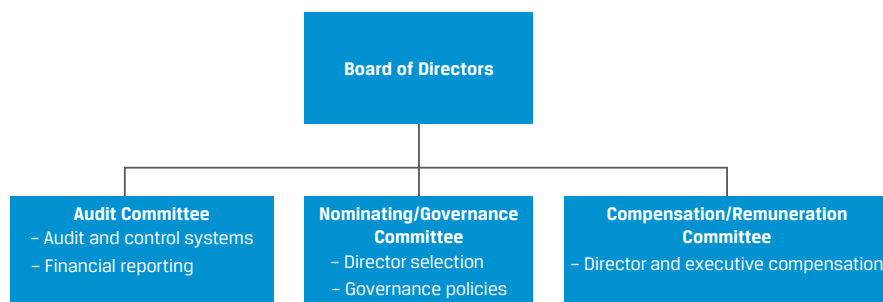 Board of Directors
Audit Committee
– Audit and control systems
– Financial reporting
Nominating/Governance
Committee
– Director selection
– Governance policies
Compensation/Remuneration
Committee
– Director and executive compensation